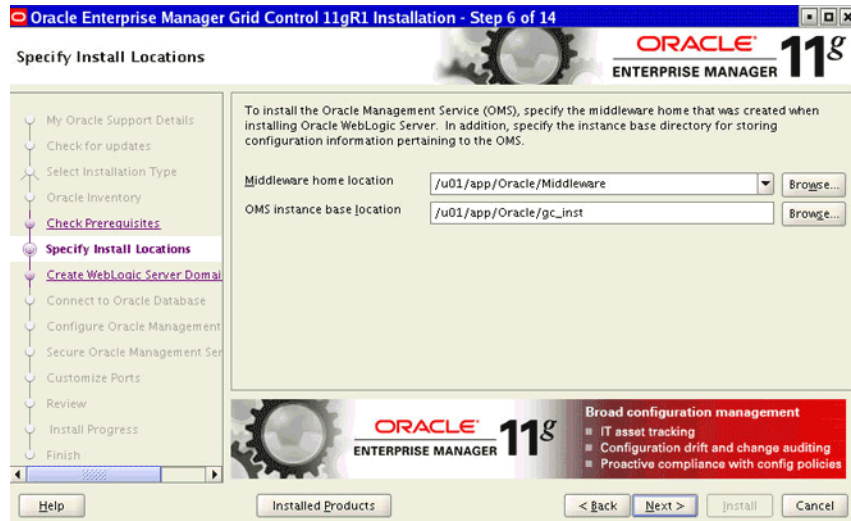 Oracle Enterprise Manager Grid Control 11gR1 Installation - Step 6 of 14
Specify Install Locations
ORACLE
ENTERPRISE MANAGER
11g
My Oracle Support Details
Check for updates
Select Installation Type
Oracle Inventory
Check Prerequisites
Specify Install Locations
Create WebLogic Server Domai
Connect to Oracle Database
Configure Oracle Management
Secure Oracle Management Ser
Customize Ports
Review
Install Progress
Finish
To install the Oracle Management Service (OMS), specify the middleware home that was created when
installing Oracle WebLogic Server. In addition, specify the instance base directory for storing
configuration information pertaining to the OMS.
Middleware home location /u01/app/Oracle/Middleware Browse...
OMS instance base location /u01/app/Oracle/gc_inst Browse...
ORACLE
ENTERPRISE MANAGER
11g
Broad configuration management
IT asset tracking
Configuration drift and change auditing
Proactive compliance with config policies
Help Installed Products < Back Next > Install Cancel